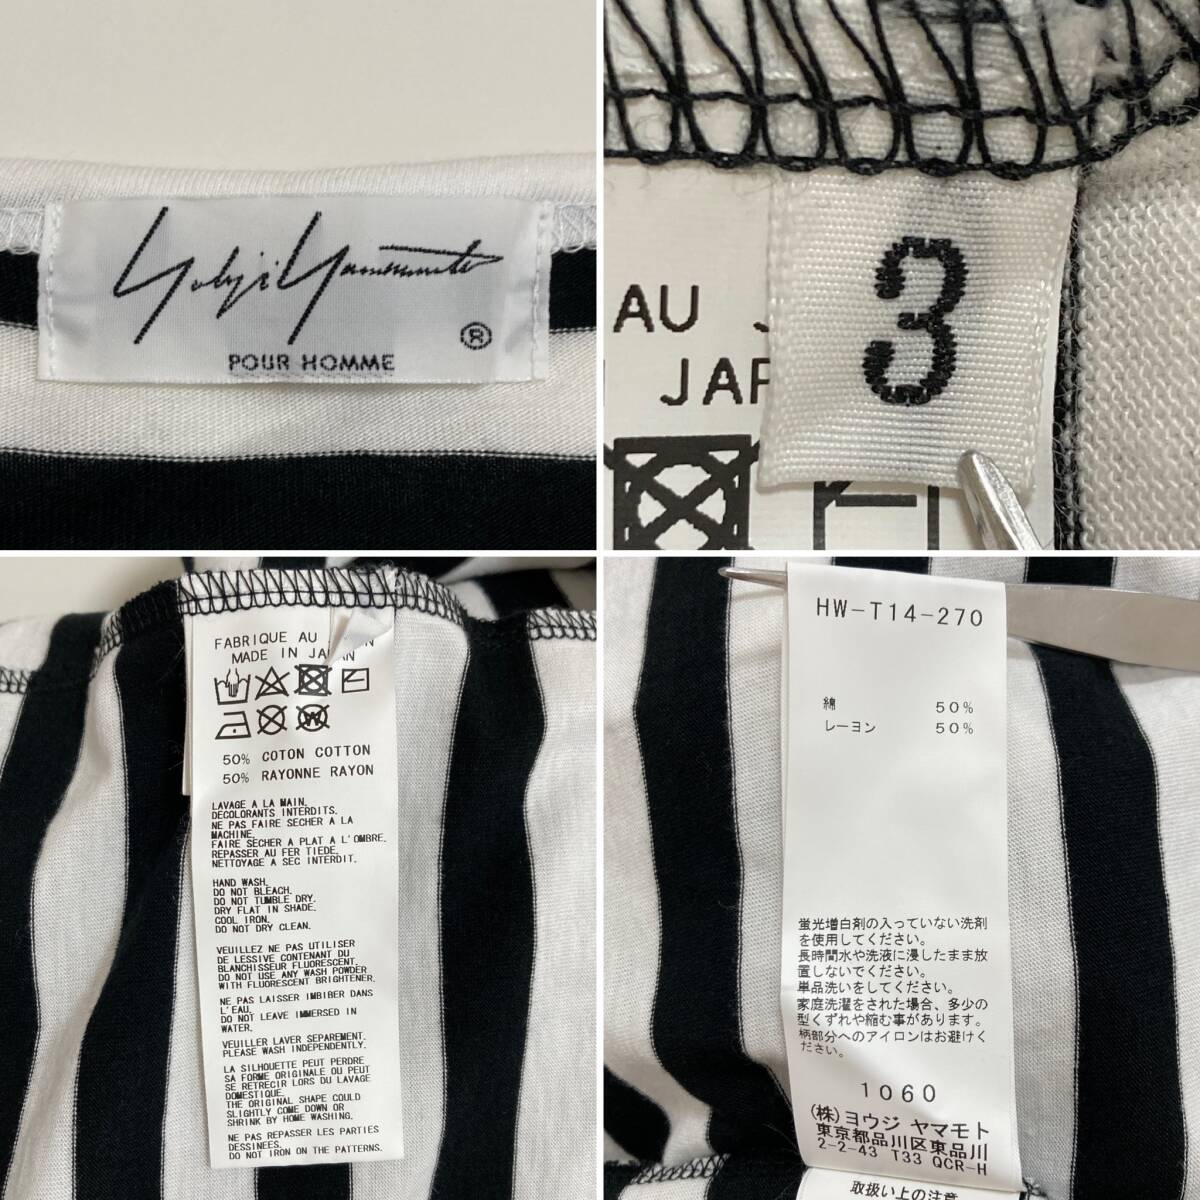 Yohji Yamamoto
®
POUR HOMME
AU
JAP
3
FABRIQUE AU
MADE IN JAPAN
W
50% COTON COTTON
50% RAYONNE RAYON
LAVAGE A LA MAIN.
DECOLORANTS INTERDITS.
NE PAS FAIRE SECHER A LA
MACHINE.
FAIRE SECHER A PLAT A L'OMBRE.
REPASSER AU FER TIEDE.
NETTOYAGE A SEC INTERDIT.
HAND WASH.
DO NOT BLEACH.
DO NOT TUMBLE DRY.
DRY FLAT IN SHADE.
COOL IRON.
DO NOT DRY CLEAN.
VEUILLEZ NE PAS UTILISER
DE LESSIVE CONTENANT DU
BLANCHISSEUR FLUORESCENT.
DO NOT USE ANY WASH POWDER
WITH FLUORESCENT BRIGHTENER.
NE PAS LAISSER IMBIBER DANS
L'EAU.
DO NOT LEAVE IMMERSED IN
WATER.
VEUILLER LAVER SEPAREMENT.
PLEASE WASH INDEPENDENTLY.
LA SILHOUETTE PEUT PERDRE
SA FORME ORIGINALE OU PEUT
SE RETRECIR LORS DU LAVAGE
DOMESTIQUE.
THE ORIGINAL SHAPE COULD
SLIGHTLY COME DOWN OR
SHRINK BY HOME WASHING.
NE PAS REPASSER LES PARTIES
DESSINEES.
DO NOT IRON ON THE PATTERNS.
HW-T14-270
綿 50%
レーヨン 50%
蛍光増白剤の入っていない洗剤
を使用してください。
長時間水や洗液に浸したまま放
置しないでください。
単品洗いをしてください。
家庭洗濯をされた場合、多少の
型くずれや縮む事があります。
柄部分へのアイロンはお避けく
ださい。
1060
(株)ヨウジ ヤマモト
東京都品川区東品川
2-2-43 T33 QCR-H
取扱い上の注意